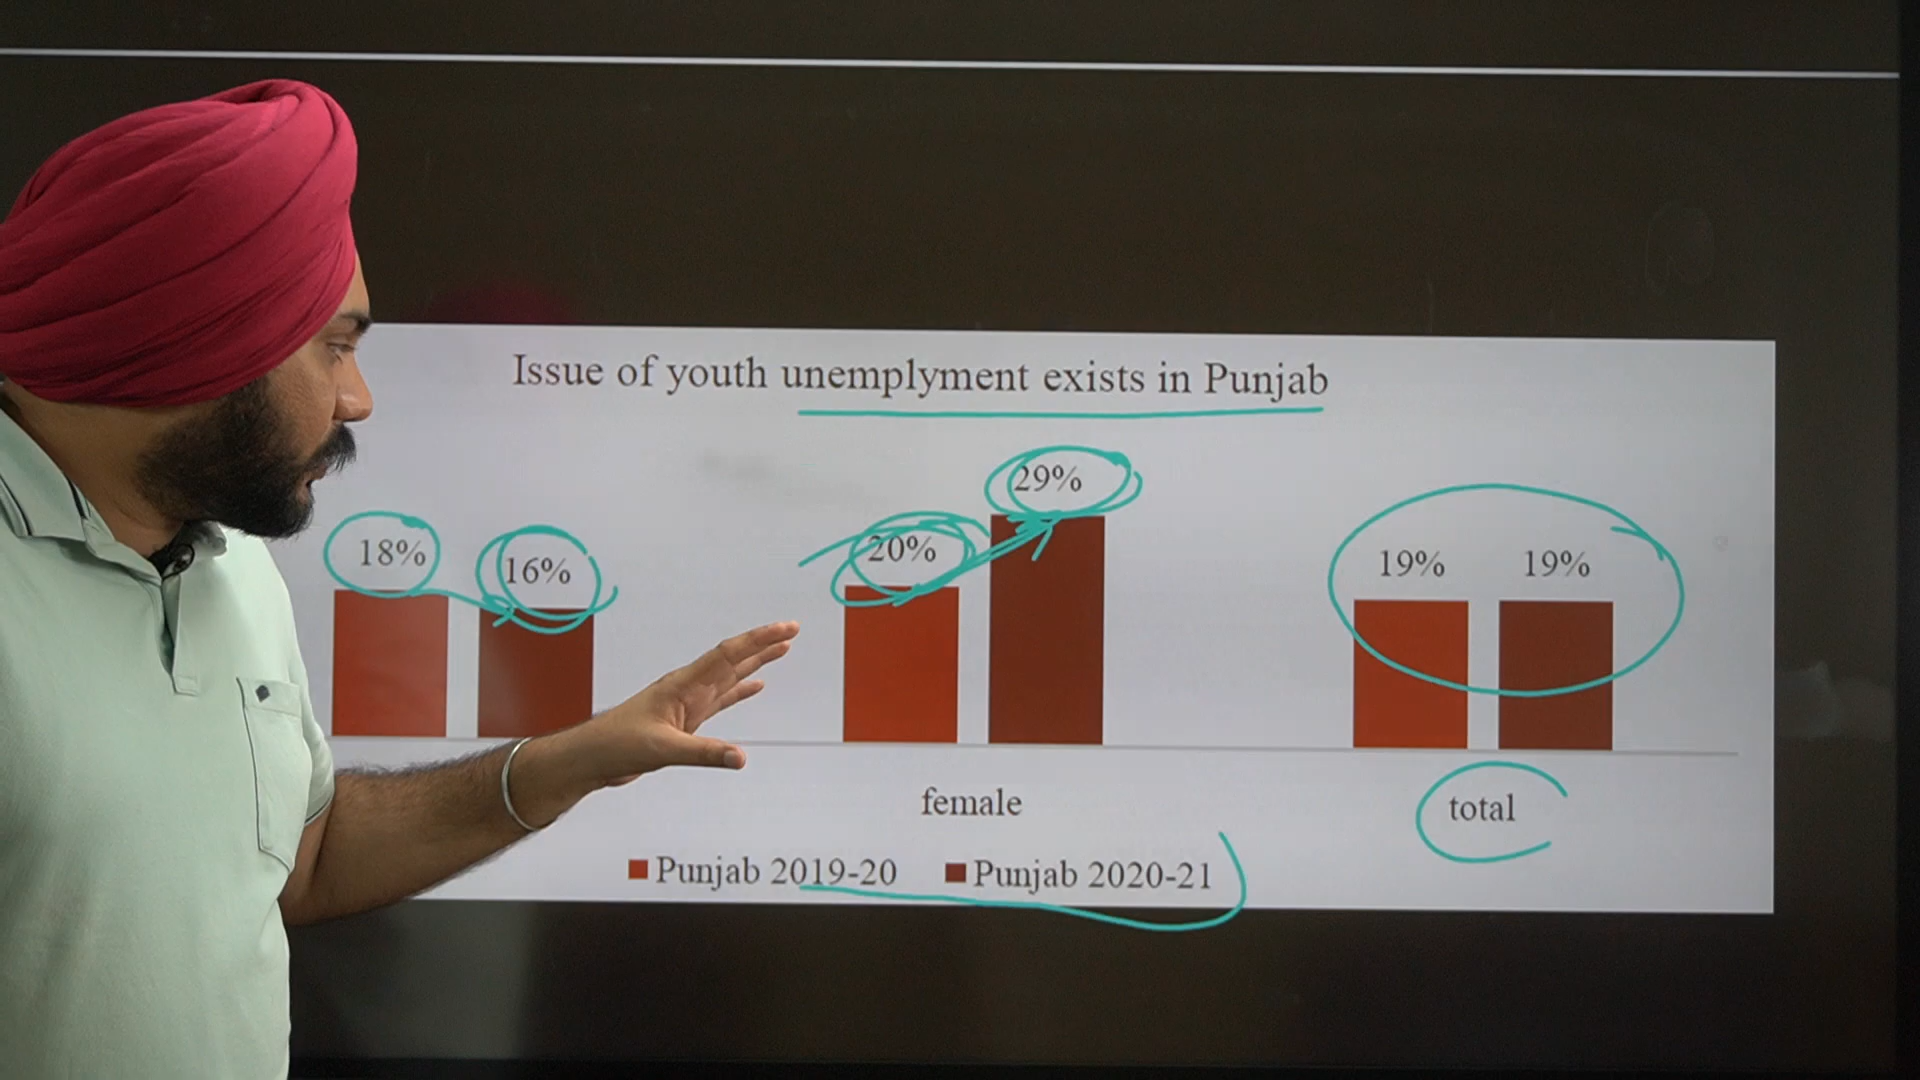 Issue of youth unemplyment exists in Punjab
29%
18%
16%
20%
19%
19%
female
total
Punjab 2019-20
Punjab 2020-21